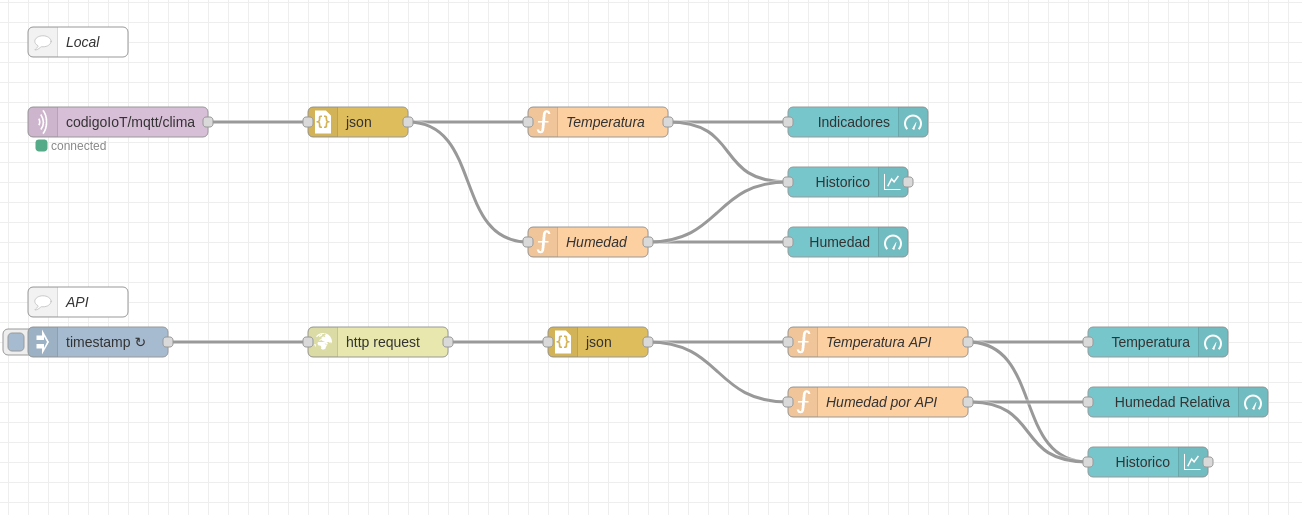 Local
codigoIoT/mqtt/clima
json
Temperatura
Indicadores
connected
Historico
Humedad
Humedad
API
timestamp ↻
http request
json
Temperatura API
Temperatura
Humedad por API
Humedad Relativa
Historico